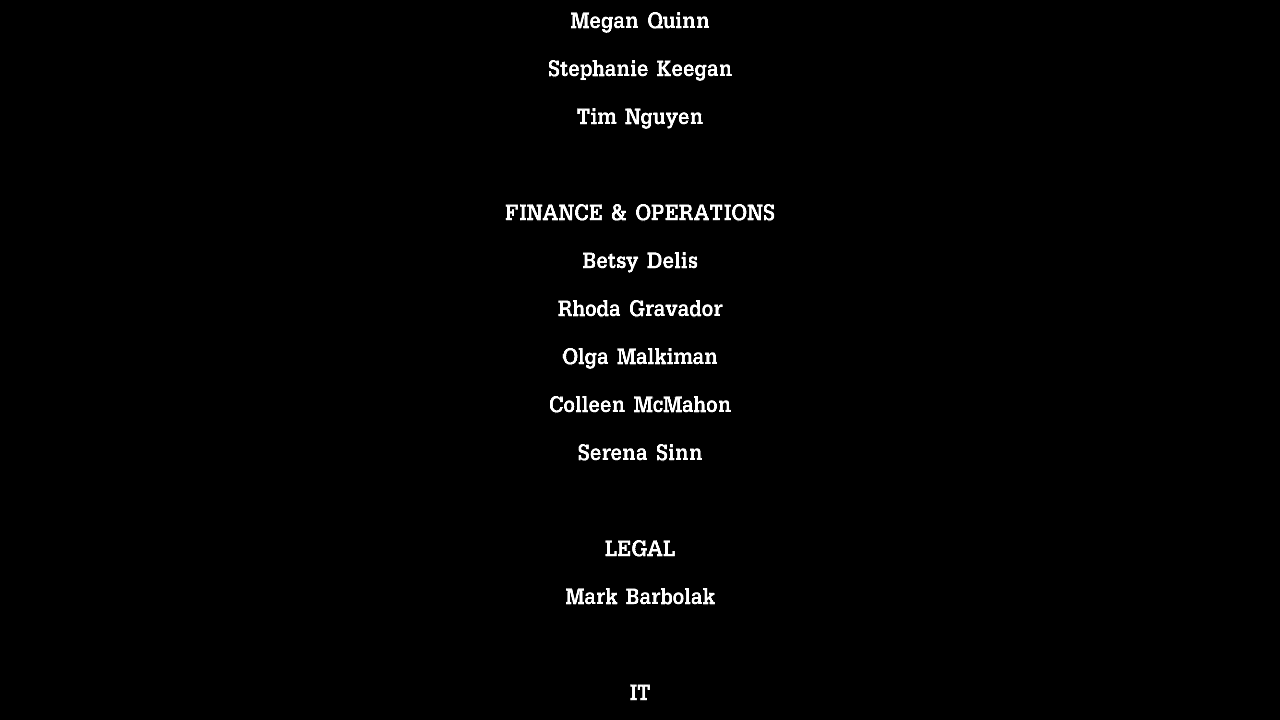 Megan Quinn
Stephanie Keegan
Tim Nguyen
FINANCE & OPERATIONS
Betsy Delis
Rhoda Gravador
Olga Malkiman
Colleen McMahon
Serena Sinn
LEGAL
Mark Barbolak
IT